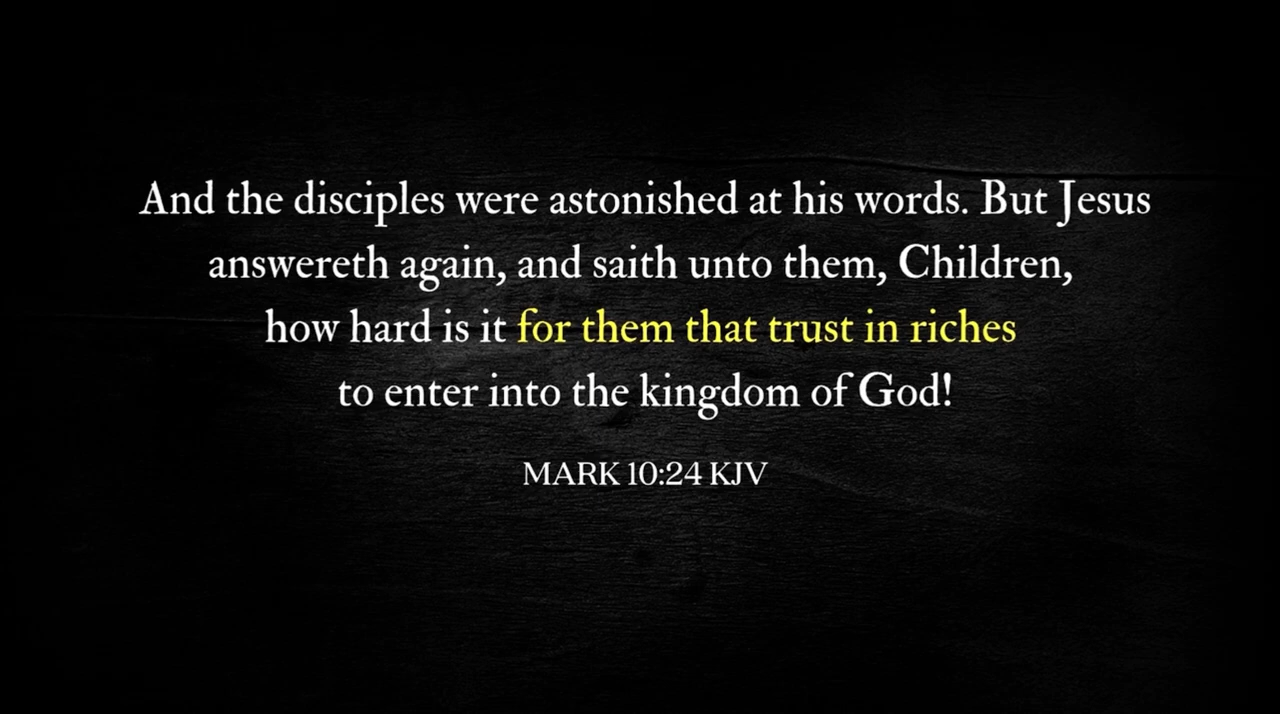 And the disciples were astonished at his words. But Jesus
answereth again, and saith unto them, Children,
how hard is it for them that trust in riches
to enter into the kingdom of God!
MARK 10:24 KJV